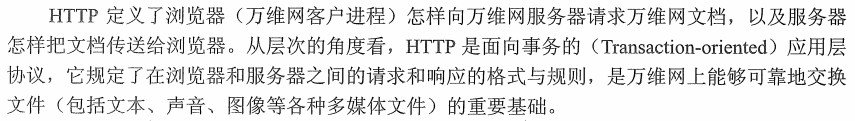 HTTP 定义了浏览器（万维网客户进程）怎样向万维网服务器请求万维网文档，以及服务器
怎样把文档传送给浏览器。从层次的角度看，HTTP 是面向事务的（Transaction-oriented）应用层
协议，它规定了在浏览器和服务器之间的请求和响应的格式与规则，是万维网上能够可靠地交换
文件（包括文本、声音、图像等各种多媒体文件）的重要基础。